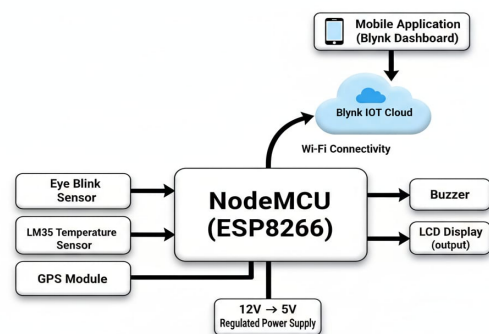 Mobile Application
(Blynk Dashboard)
Blynk IOT Cloud
Wi-Fi Connectivity
Eye Blink
Sensor
LM35 Temperature
Sensor
GPS Module
NodeMCU
(ESP8266)
Buzzer
LCD Display
(output)
12V → 5V
Regulated Power Supply